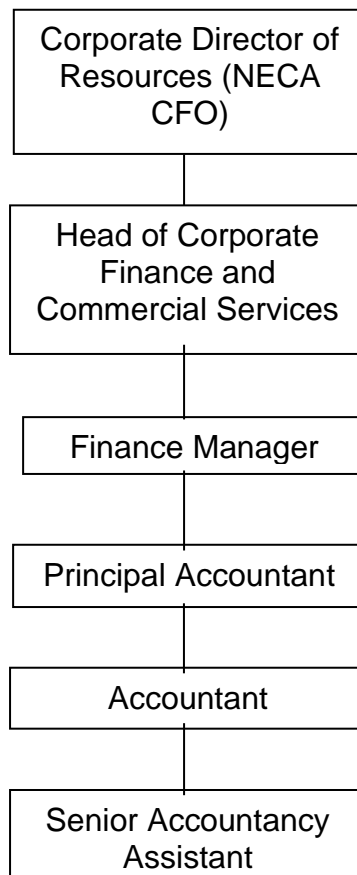 Corporate Director of
Resources (NECA
CFO)
Head of Corporate
Finance and
Commercial Services
Finance Manager
Principal Accountant
Accountant
Senior Accountancy
Assistant